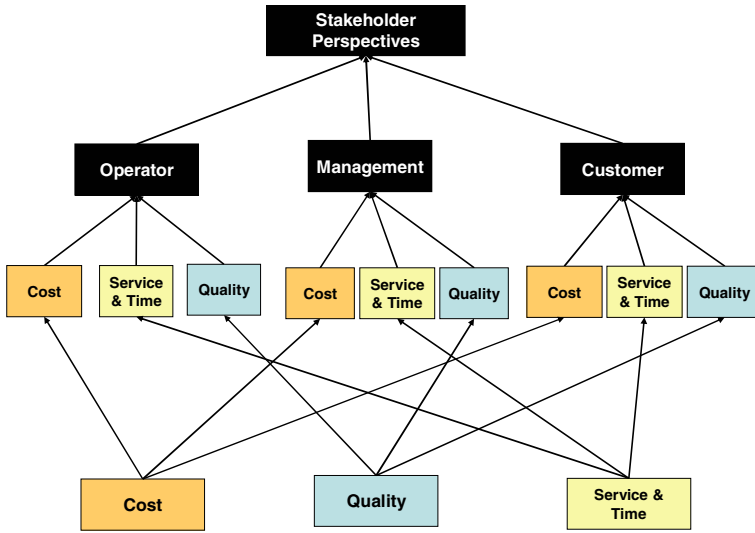 Stakeholder
Perspectives
Operator
Management
Customer
Cost
Service
& Time
Quality
Cost
Service
& Time
Quality
Cost
Service
& Time
Quality
Cost
Quality
Service &
Time